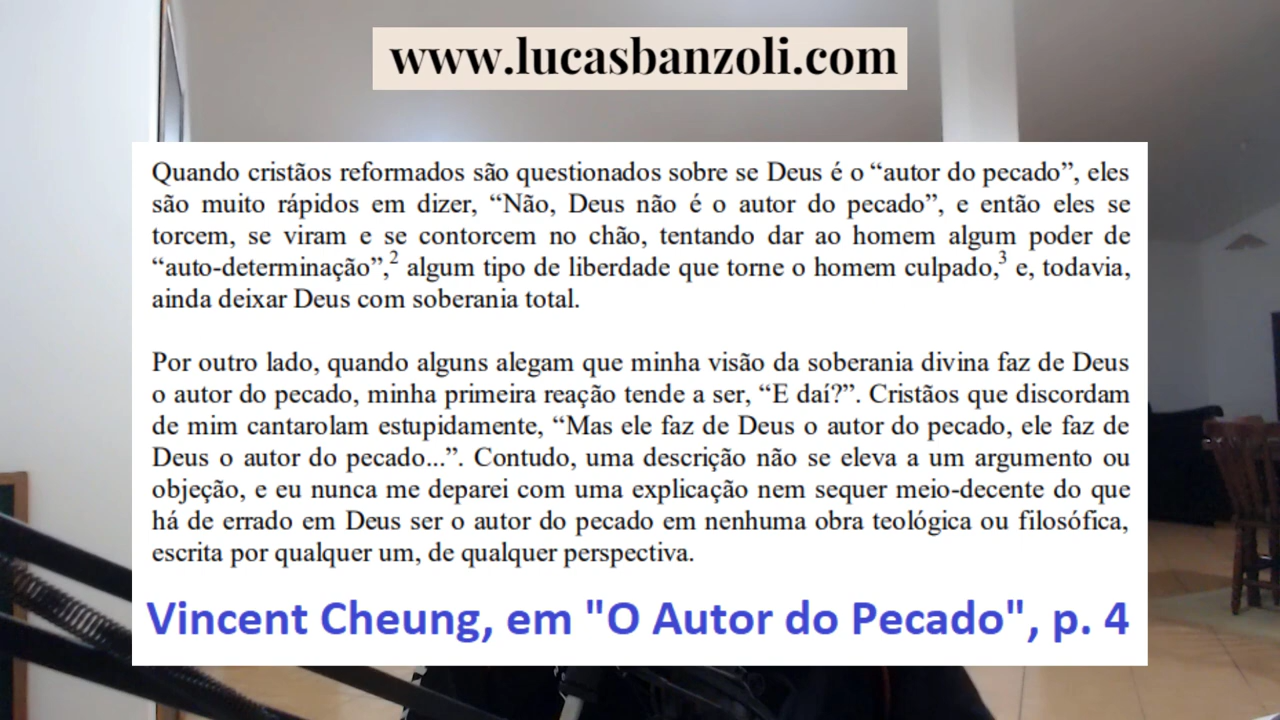 www.lucasbanzoli.com
Quando cristãos reformados são questionados sobre se Deus é o “autor do pecado”, eles
são muito rápidos em dizer, “Não, Deus não é o autor do pecado”, e então eles se
torcem, se viram e se contorcem no chão, tentando dar ao homem algum poder de
“auto-determinação”,² algum tipo de liberdade que torne o homem culpado,³ e, todavia,
ainda deixar Deus com soberania total.
Por outro lado, quando alguns alegam que minha visão da soberania divina faz de Deus
o autor do pecado, minha primeira reação tende a ser, “E daí?”. Cristãos que discordam
de mim cantarolam estupidamente, “Mas ele faz de Deus o autor do pecado, ele faz de
Deus o autor do pecado...”. Contudo, uma descrição não se eleva a um argumento ou
objeção, e eu nunca me deparei com uma explicação nem sequer meio-decente do que
há de errado em Deus ser o autor do pecado em nenhuma obra teológica ou filosófica,
escrita por qualquer um, de qualquer perspectiva.
Vincent Cheung, em "O Autor do Pecado", p. 4